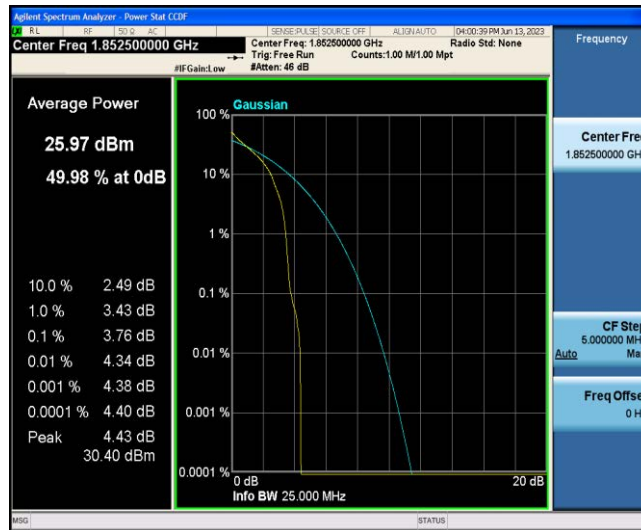 Agilent Spectrum Analyzer - Power Stat CCDF
RL RF 50 Ω AC SENSE:PULSE SOURCE OFF ALIGN AUTO 04:00:39 PM Jun 13, 2023
Center Freq 1.852500000 GHz
Center Freq: 1.852500000 GHz Radio Std: None
Trig: Free Run Counts:1.00 M/1.00 Mpt
#IFGain:Low #Atten: 46 dB
Frequency
Average Power
25.97 dBm
49.98 % at 0dB
10.0 % 2.49 dB
1.0 % 3.43 dB
0.1 % 3.76 dB
0.01 % 4.34 dB
0.001 % 4.38 dB
0.0001 % 4.40 dB
Peak 4.43 dB
30.40 dBm
Gaussian
100 %
10 %
1 %
0.1 %
0.01 %
0.001 %
0.0001 %
0 dB 20 dB
Info BW 25.000 MHz
Center Fre
1.852500000 GH
CF Step
5.000000 MH
Auto Ma
Freq Offse
0 H
MSG STATUS